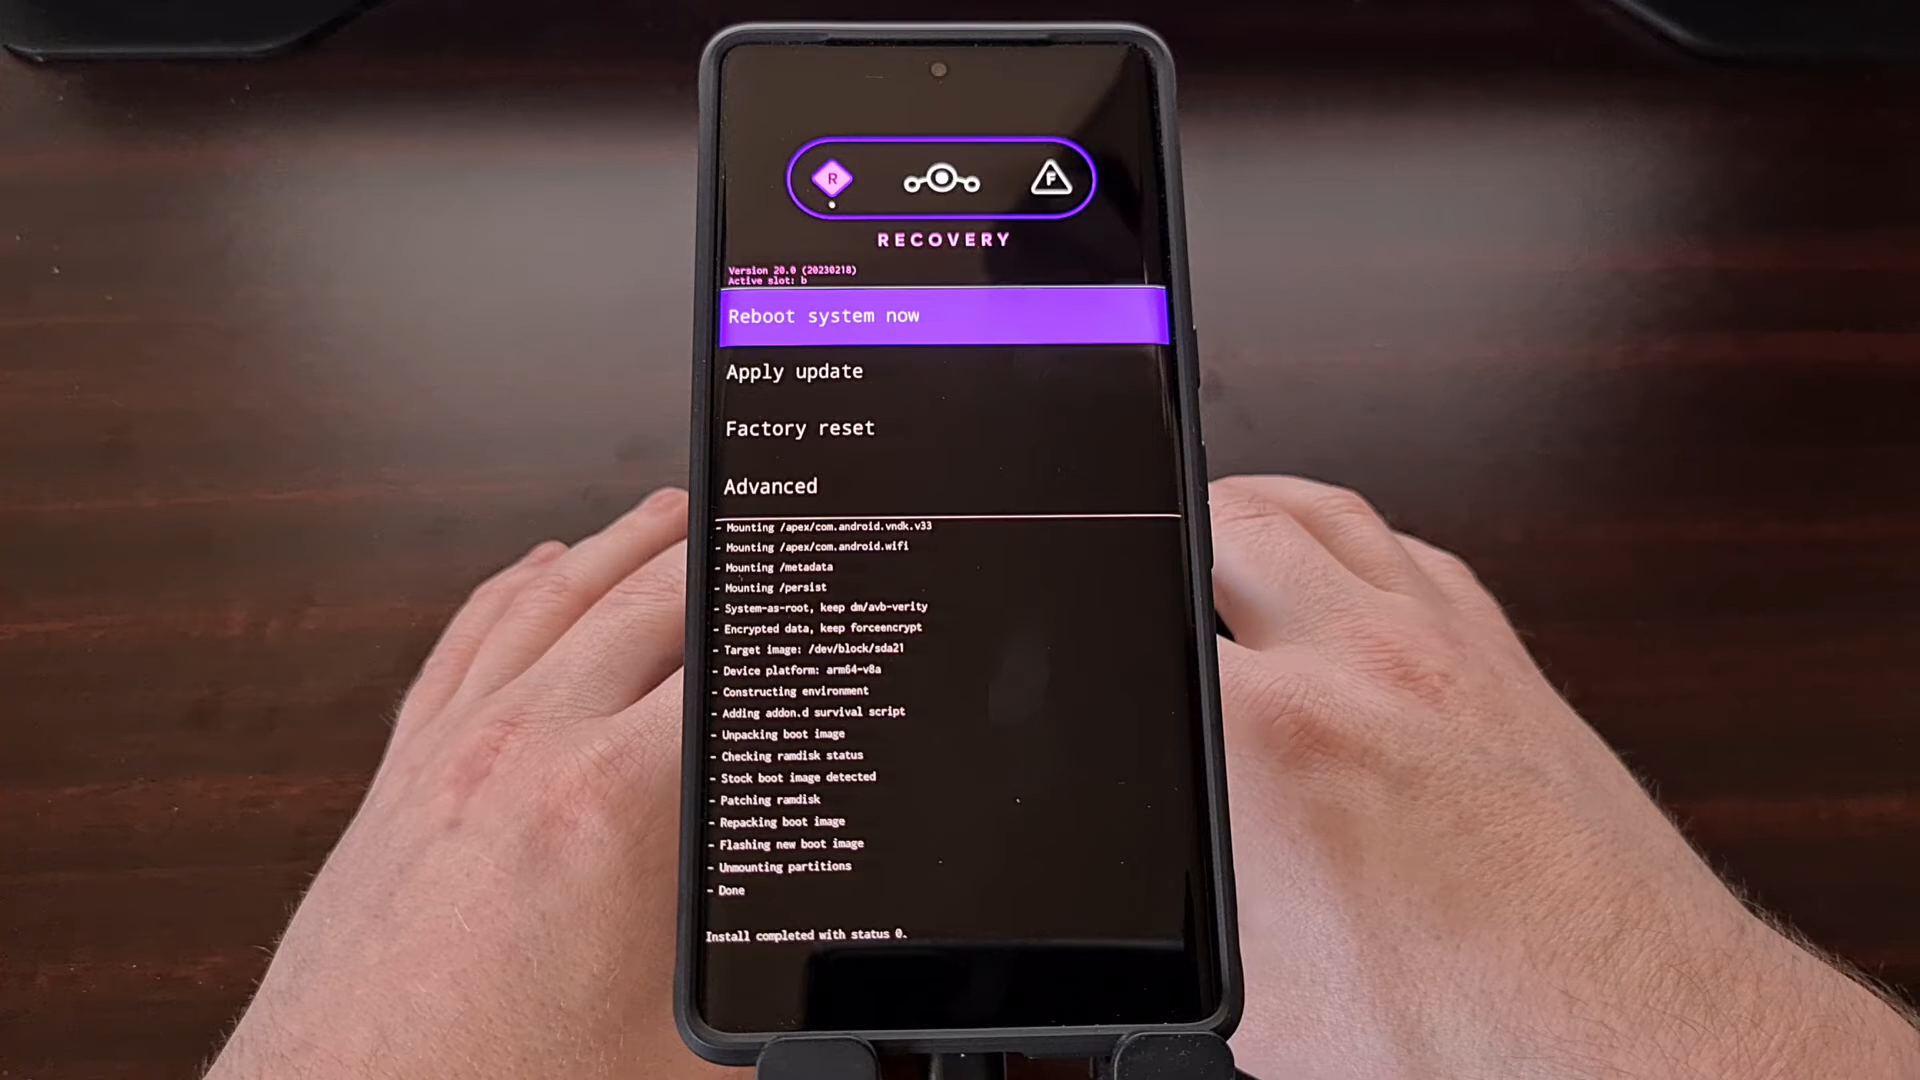 R F
RECOVERY
Version 20.0 (20230218)
Active slot: b
Reboot system now
Apply update
Factory reset
Advanced
- Mounting /apex/com.android.vndk.v33
- Mounting /apex/com.android.wifi
- Mounting /metadata
- Mounting /persist
- System-as-root, keep dm/avb-verity
- Encrypted data, keep forceencrypt
- Target image: /dev/block/sda21
- Device platform: arm64-v8a
- Constructing environment
- Adding addon.d survival script
- Unpacking boot image
- Checking ramdisk status
- Stock boot image detected
- Patching ramdisk
- Repacking boot image
- Flashing new boot image
- Unmounting partitions
- Done
Install completed with status 0.